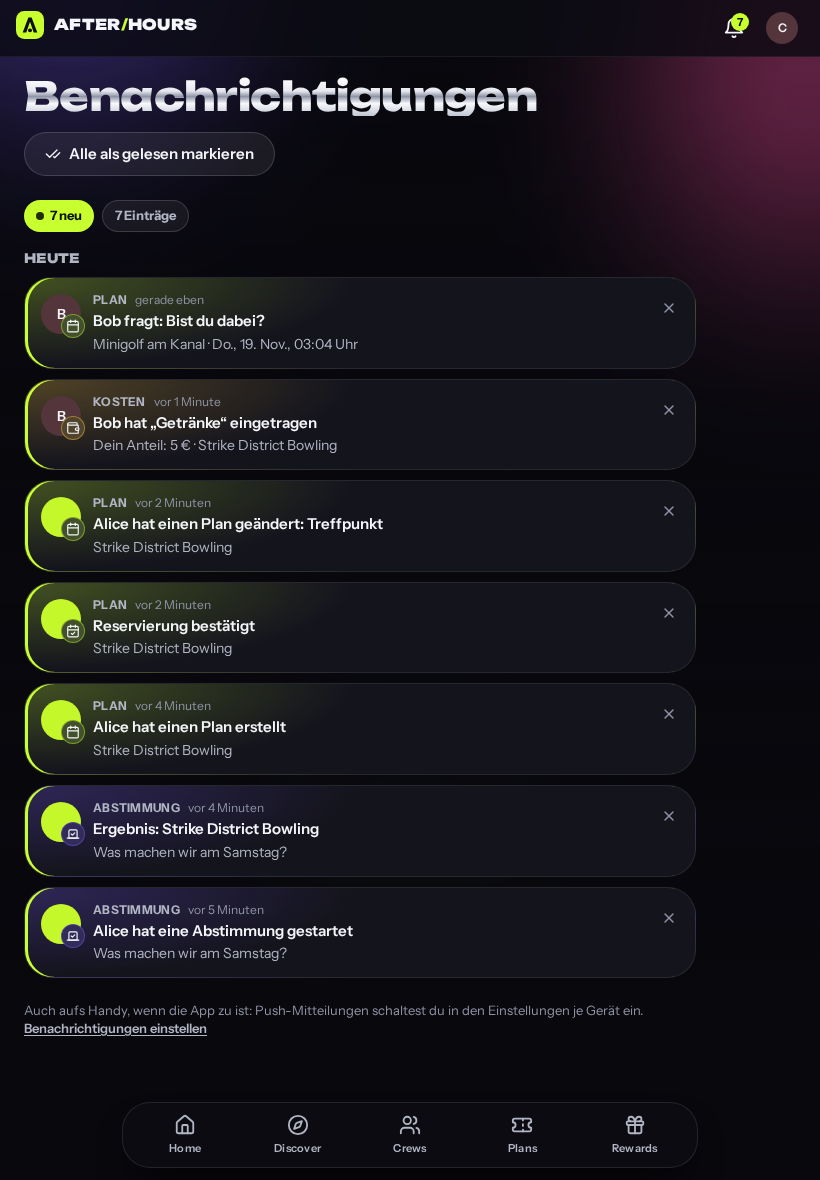 AFTER/HOURS
7
C
Benachrichtigungen
Alle als gelesen markieren
7 neu
7 Einträge
HEUTE
B
PLAN gerade eben
Bob fragt: Bist du dabei?
Minigolf am Kanal · Do., 19. Nov., 03:04 Uhr
B
KOSTEN vor 1 Minute
Bob hat „Getränke“ eingetragen
Dein Anteil: 5 € · Strike District Bowling
PLAN vor 2 Minuten
Alice hat einen Plan geändert: Treffpunkt
Strike District Bowling
PLAN vor 2 Minuten
Reservierung bestätigt
Strike District Bowling
PLAN vor 4 Minuten
Alice hat einen Plan erstellt
Strike District Bowling
ABSTIMMUNG vor 4 Minuten
Ergebnis: Strike District Bowling
Was machen wir am Samstag?
ABSTIMMUNG vor 5 Minuten
Alice hat eine Abstimmung gestartet
Was machen wir am Samstag?
Auch aufs Handy, wenn die App zu ist: Push-Mitteilungen schaltest du in den Einstellungen je Gerät ein.
Benachrichtigungen einstellen
Home
Discover
Crews
Plans
Rewards